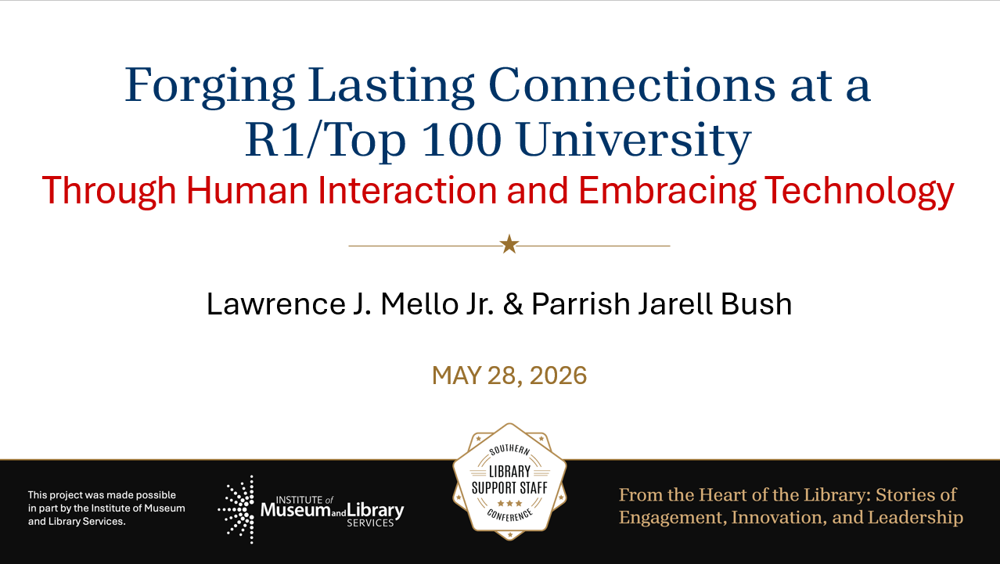 Forging Lasting Connections at a
R1/Top 100 University
Through Human Interaction and Embracing Technology
Lawrence J. Mello Jr. & Parrish Jarell Bush
MAY 28, 2026
This project was made possible
in part by the Institute of Museum
and Library Services.
INSTITUTE of
Museum and Library
SERVICES
SOUTHERN
LIBRARY
SUPPORT STAFF
CONFERENCE
From the Heart of the Library: Stories of
Engagement, Innovation, and Leadership